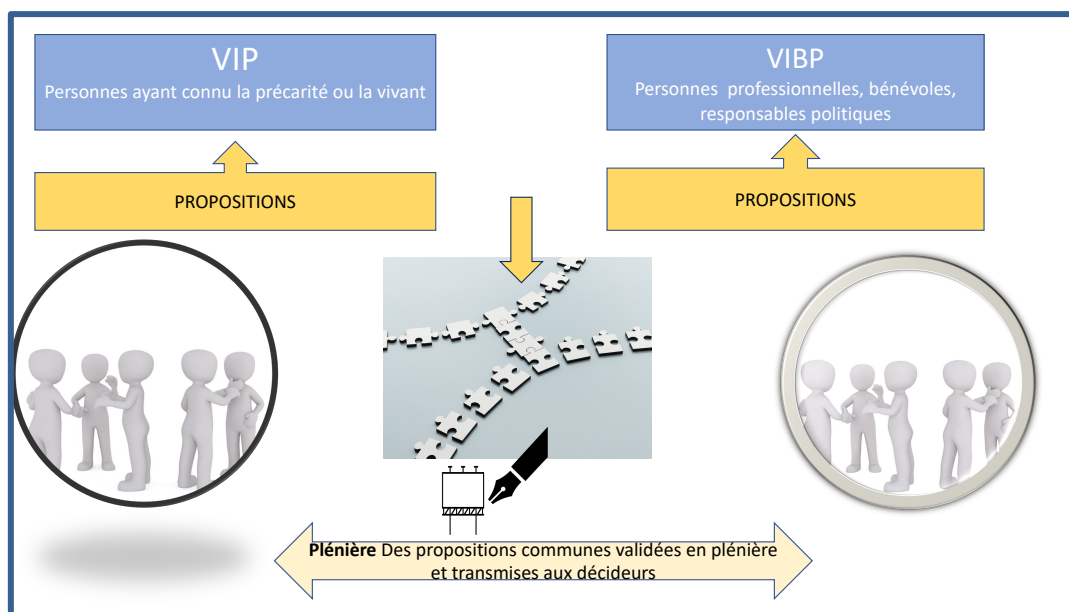 VIP
Personnes ayant connu la précarité ou la vivant
VIBP
Personnes professionnelles, bénévoles,
responsables politiques
PROPOSITIONS
PROPOSITIONS
Plénière Des propositions communes validées en plénière
et transmises aux décideurs